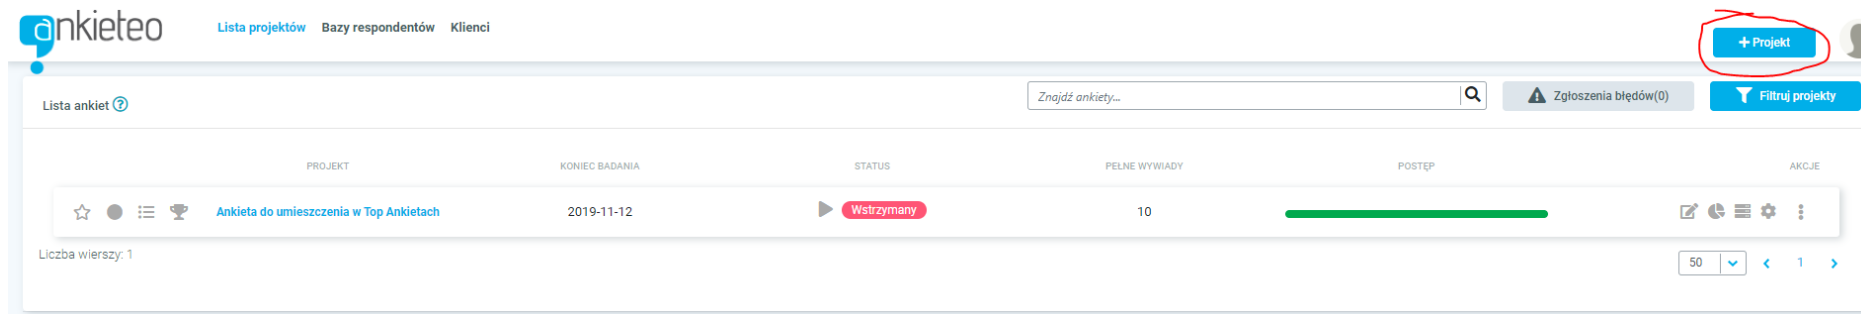 ankieteo
Lista projektów Bazy respondentów Klienci
+ Projekt
Lista ankiet ?
Znajdź ankiety...
Zgłoszenia błędów(0)
Filtruj projekty
PROJEKT KONIEC BADANIA STATUS PEŁNE WYWIADY POSTĘP AKCJE
Ankieta do umieszczenia w Top Ankietach 2019-11-12 Wstrzymany 10
Liczba wierszy: 1
50 1